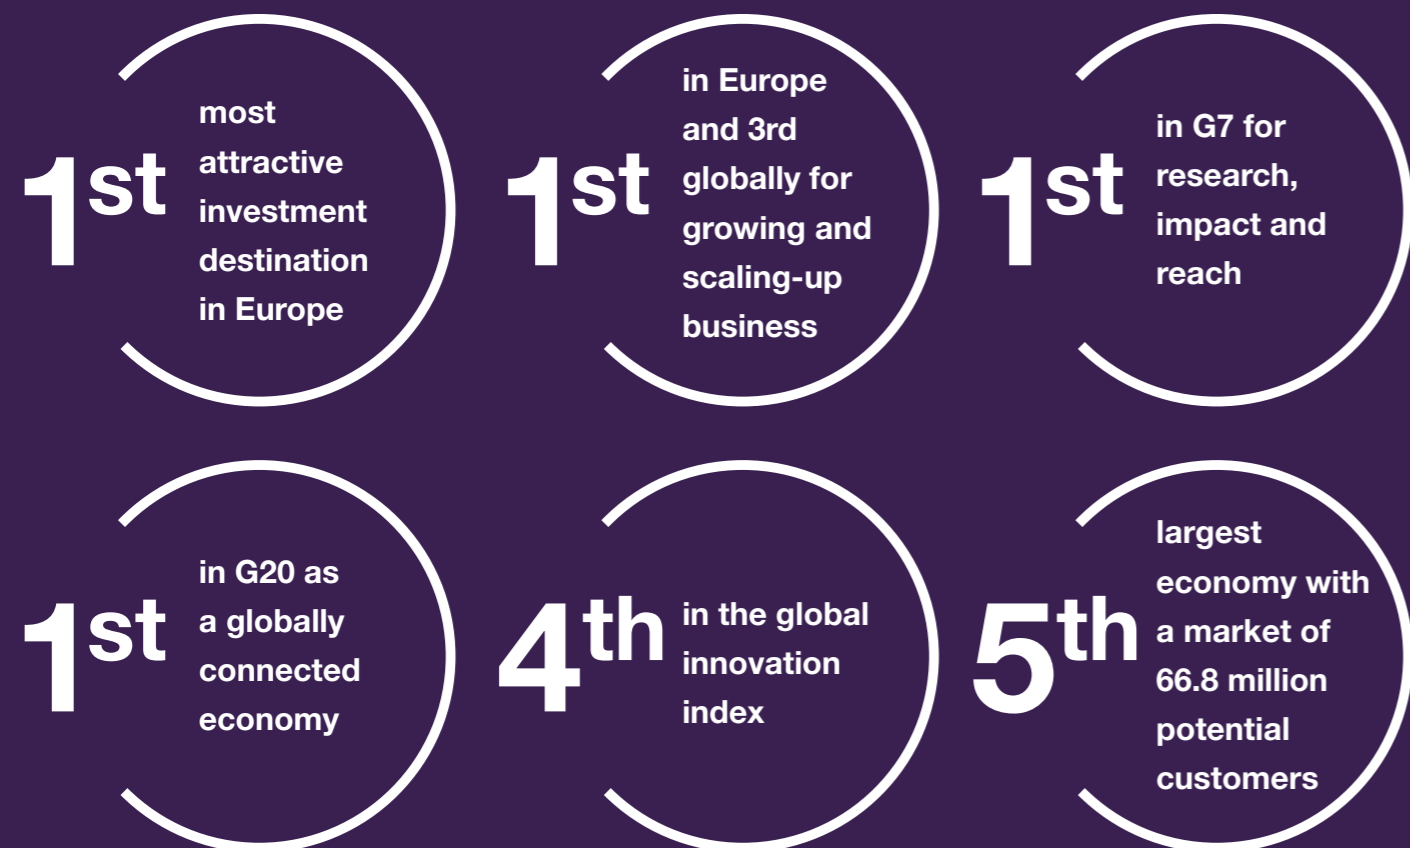 1st
most
attractive
investment
destination
in Europe
1st
in Europe
and 3rd
globally for
growing and
scaling-up
business
1st
in G7 for
research,
impact and
reach
1st
in G20 as
a globally
connected
economy
4th
in the global
innovation
index
5th
largest
economy with
a market of
66.8 million
potential
customers